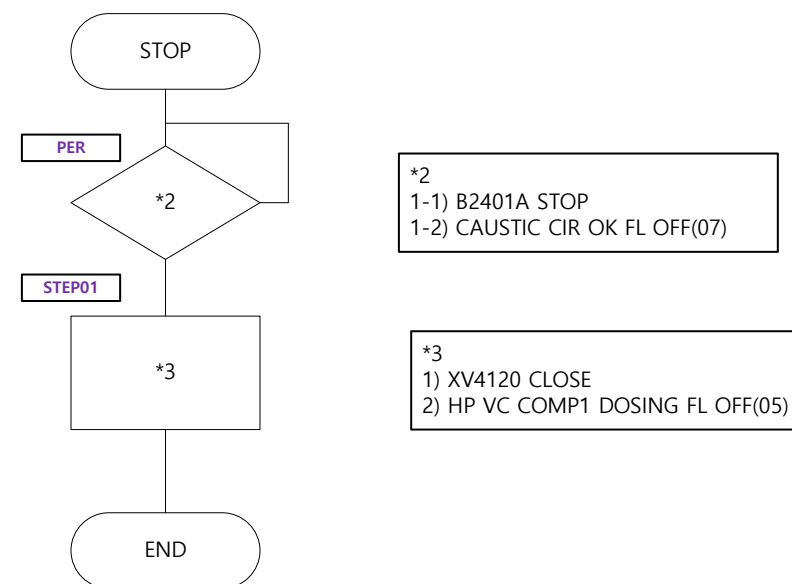 STOP
PER
*2
*2
1-1) B2401A STOP
1-2) CAUSTIC CIR OK FL OFF(07)
STEP01
*3
*3
1) XV4120 CLOSE
2) HP VC COMP1 DOSING FL OFF(05)
END